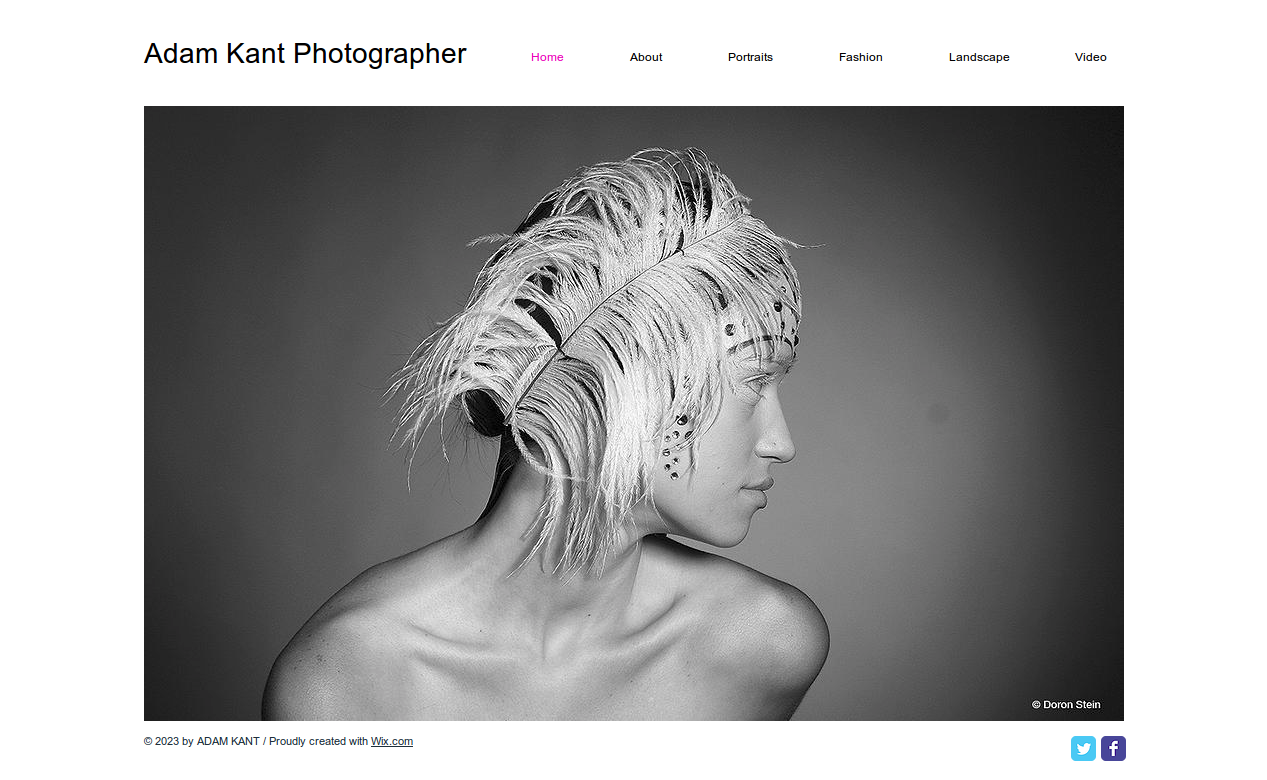 Adam Kant Photographer
Home About Portraits Fashion Landscape Video
© Doron Stein
© 2023 by ADAM KANT / Proudly created with Wix.com